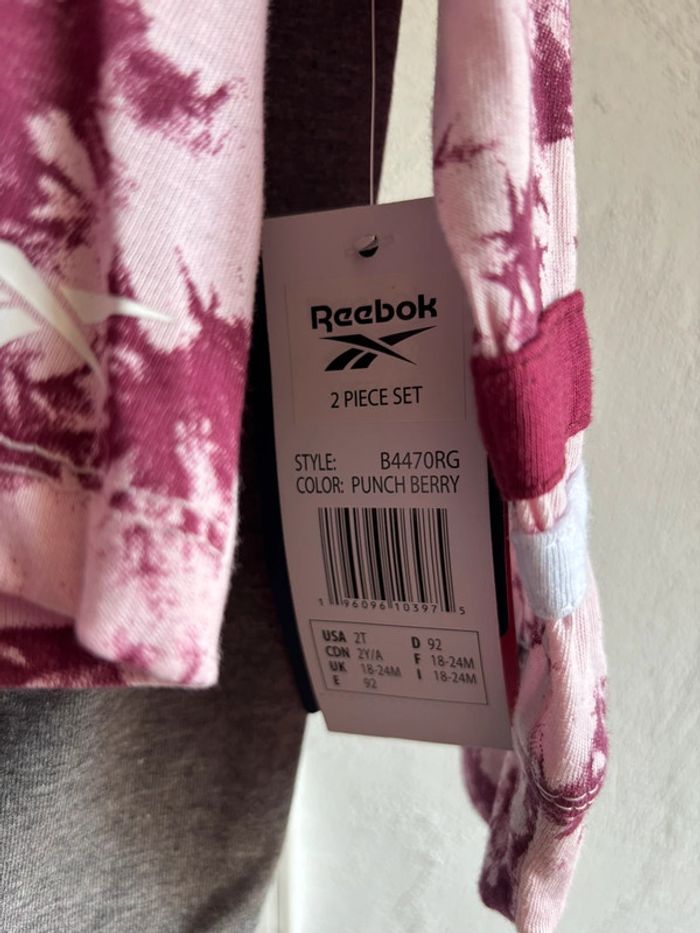 Reebok
2 PIECE SET
STYLE: B4470RG
COLOR: PUNCH BERRY
1 96096 10397 5
USA 2T D 92
CDN 2Y/A F 18-24M
UK 18-24M I 18-24M
E 92